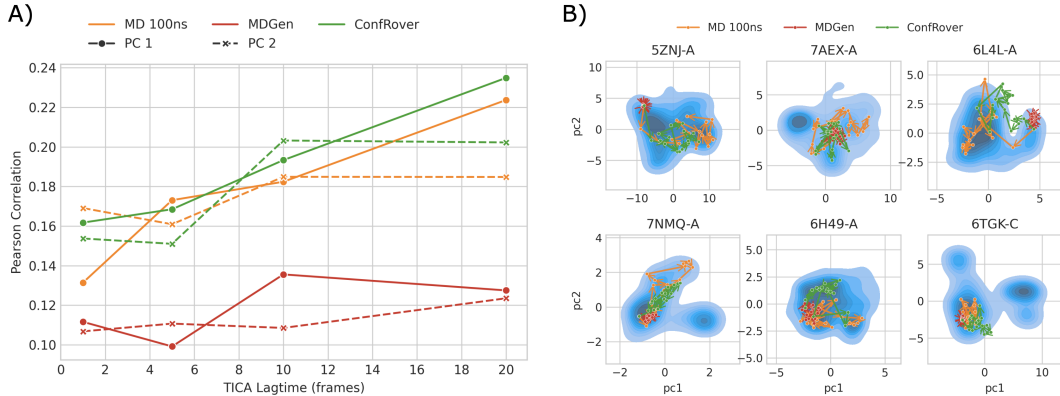 A)
MD 100ns MDGen ConfRover
PC 1 PC 2
0.24
0.22
0.20
0.18
0.16
0.14
0.12
0.10
Pearson Correlation
0 2 4 6 8 10 12 14 16 18 20
TICA Lagtime (frames)
B)
MD 100ns MDGen ConfRover
5ZNJ-A 7AEX-A 6L4L-A
pc2
10
5
0
−5
−10 0 10
5
0
−5
0 10
5.0
2.5
0.0
−2.5
−5 0 5
7NMQ-A 6H49-A 6TGK-C
pc2
4
2
0
−2
−2 0 2
pc1
5.0
2.5
0.0
−2.5
−5.0
−5 0 5
pc1
5
0
−5
0 10
pc1